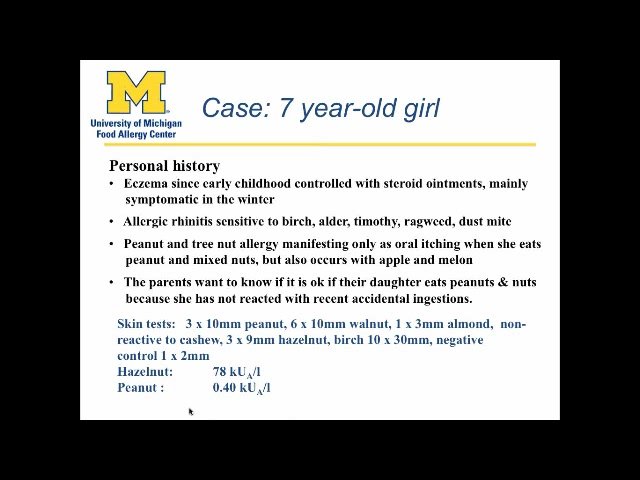 M
University of Michigan
Food Allergy Center
Case: 7 year-old girl
Personal history
• Eczema since early childhood controlled with steroid ointments, mainly
symptomatic in the winter
• Allergic rhinitis sensitive to birch, alder, timothy, ragweed, dust mite
• Peanut and tree nut allergy manifesting only as oral itching when she eats
peanut and mixed nuts, but also occurs with apple and melon
• The parents want to know if it is ok if their daughter eats peanuts & nuts
because she has not reacted with recent accidental ingestions.
Skin tests: 3 x 10mm peanut, 6 x 10mm walnut, 1 x 3mm almond, non-
reactive to cashew, 3 x 9mm hazelnut, birch 10 x 30mm, negative
control 1 x 2mm
Hazelnut: 78 kUA/l
Peanut : 0.40 kUA/l